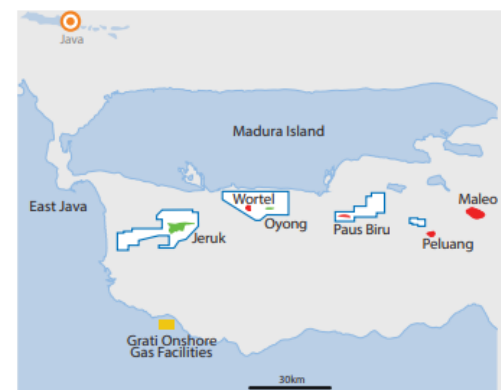 Java
Madura Island
East Java
Wortel
Oyong
Maleo
Jeruk
Paus Biru
Peluang
Grati Onshore
Gas Facilities
30km